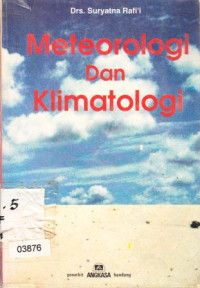 Drs. Suryatna Rafi'i
Meteorologi
Dan
Klimatologi
.5
03876
penerbit ANGKASA bandung